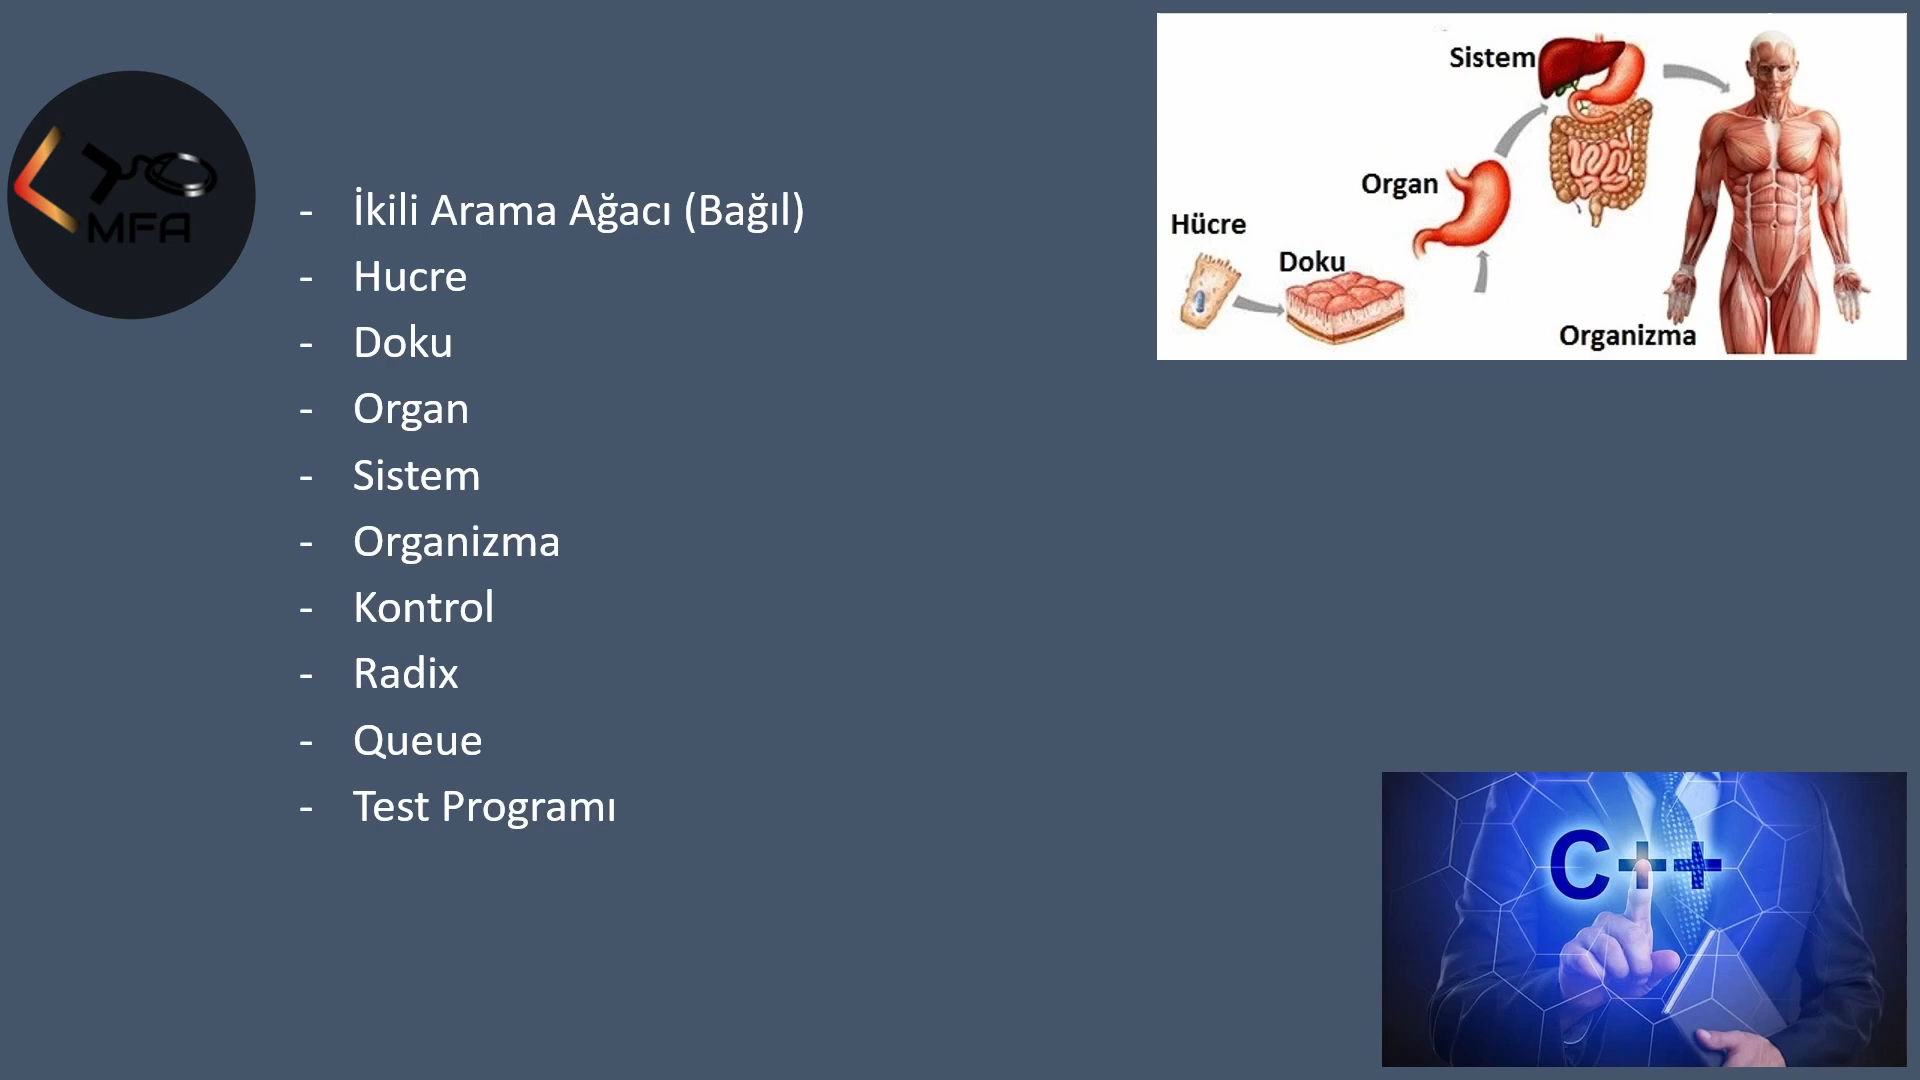 MFA
- İkili Arama Ağacı (Bağıl)
- Hucre
- Doku
- Organ
- Sistem
- Organizma
- Kontrol
- Radix
- Queue
- Test Programı
Sistem
Organ
Hücre
Doku
Organizma
C++